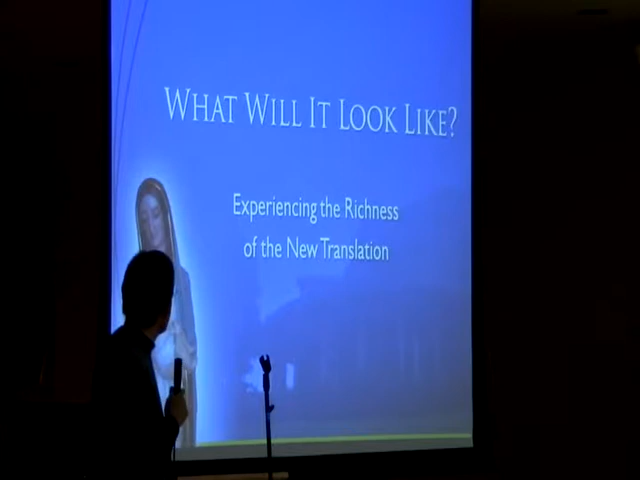 WHAT WILL IT LOOK LIKE?
Experiencing the Richness
of the New Translation